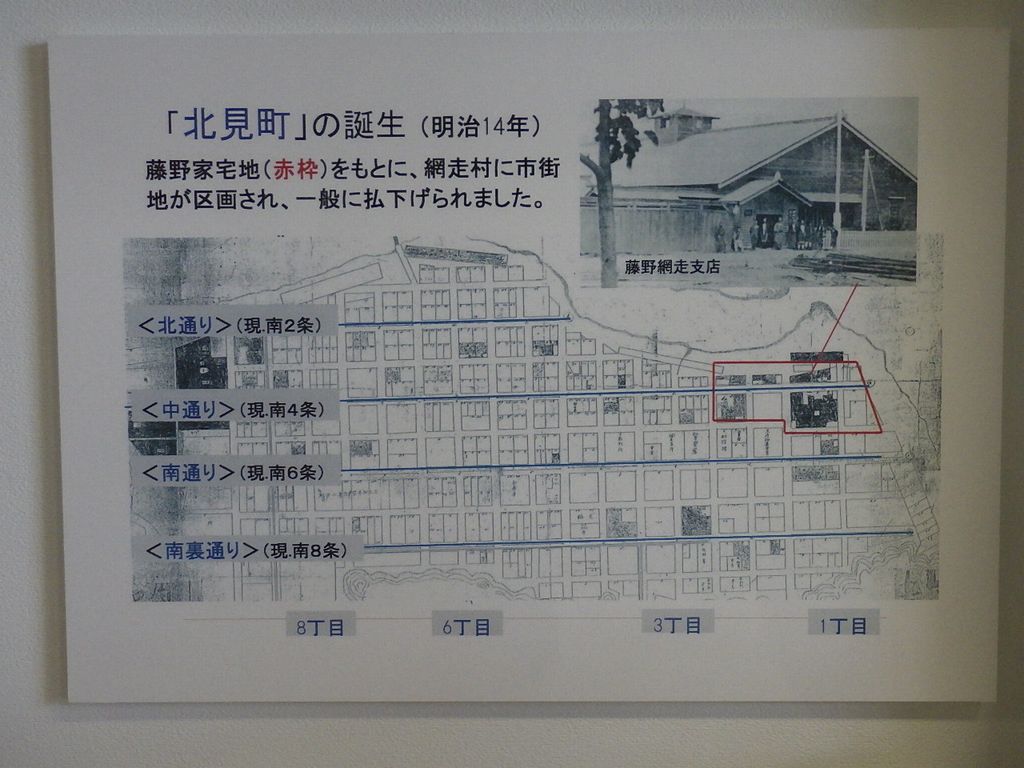 「北見町」の誕生（明治14年）
藤野家宅地（赤枠）をもとに、網走村に市街
地が区画され、一般に払下げられました。
藤野網走支店
＜北通り＞（現.南2条）
＜中通り＞（現.南4条）
＜南通り＞（現.南6条）
＜南裏通り＞（現.南8条）
8丁目
6丁目
3丁目
1丁目